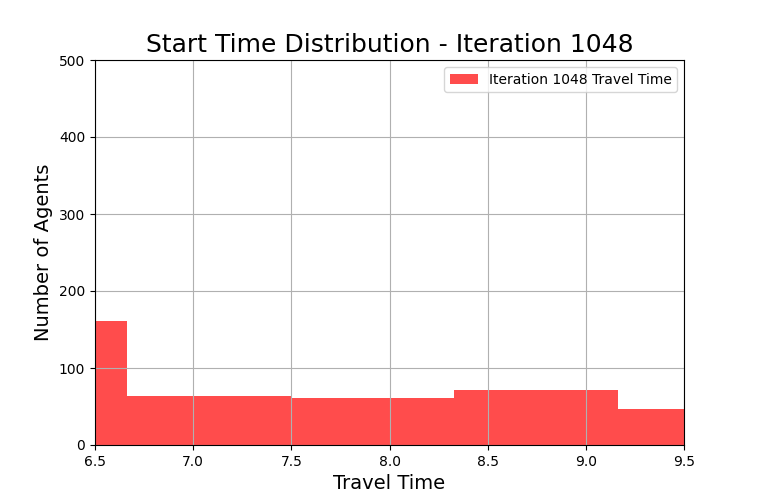 Start Time Distribution - Iteration 1048
Iteration 1048 Travel Time
Number of Agents
500
400
300
200
100
0
6.5 7.0 7.5 8.0 8.5 9.0 9.5
Travel Time